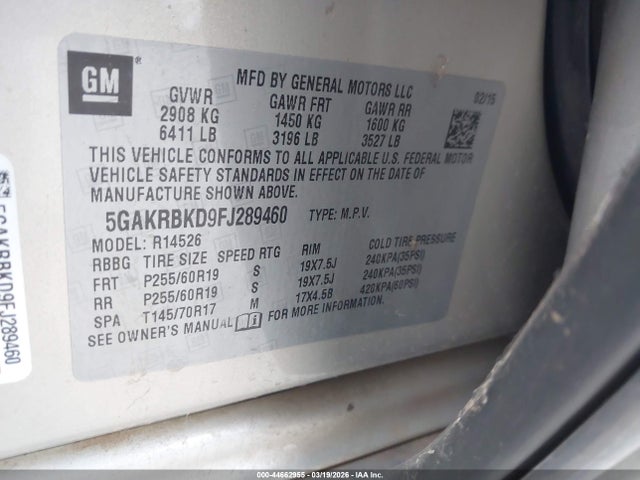 GM
MFD BY GENERAL MOTORS LLC
02/15
GVWR GAWR FRT GAWR RR
2908 KG 1450 KG 1600 KG
6411 LB 3196 LB 3527 LB
THIS VEHICLE CONFORMS TO ALL APPLICABLE U.S. FEDERAL MOTOR
VEHICLE SAFETY STANDARDS IN EFFECT ON THE DATE OF
MANUFACTURE SHOWN ABOVE.
5GAKRBKD9FJ289460 TYPE: M.P.V.
MODEL: R14526
RBBG TIRE SIZE SPEED RTG RIM COLD TIRE PRESSURE
FRT P255/60R19 S 19X7.5J 240KPA(35PSI)
RR P255/60R19 S 19X7.5J 240KPA(35PSI)
SPA T145/70R17 M 17X4.5B 420KPA(60PSI)
SEE OWNER'S MANUAL FOR MORE INFORMATION.
5GAKRBKD9FJ289460
000-44662955 — 03/19/2026 — IAA Inc.